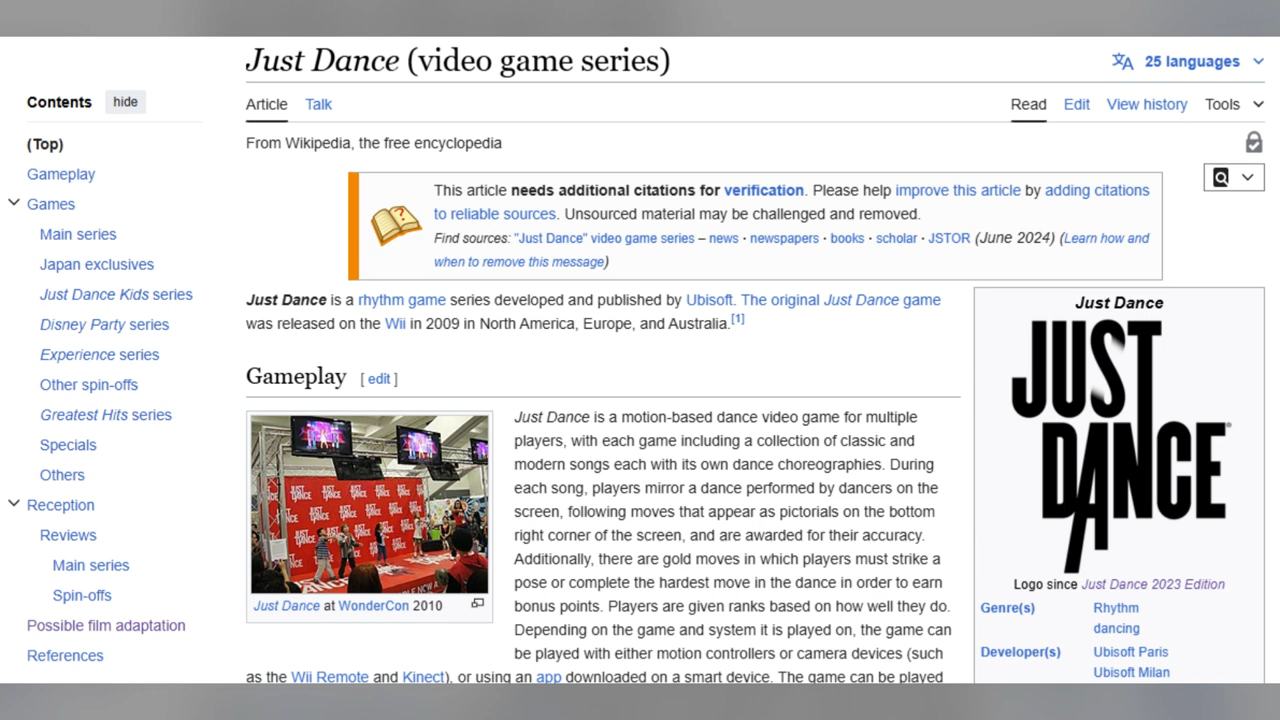 Just Dance (video game series)
25 languages
Contents
hide
Article
Talk
Read
Edit
View history
Tools
(Top)
Gameplay
Games
Main series
Japan exclusives
Just Dance Kids series
Disney Party series
Experience series
Other spin-offs
Greatest Hits series
Specials
Others
Reception
Reviews
Main series
Spin-offs
Possible film adaptation
References
From Wikipedia, the free encyclopedia
This article needs additional citations for verification. Please help improve this article by adding citations
to reliable sources. Unsourced material may be challenged and removed.
Find sources: "Just Dance" video game series – news · newspapers · books · scholar · JSTOR (June 2024) (Learn how and
when to remove this message)
Just Dance is a rhythm game series developed and published by Ubisoft. The original Just Dance game
was released on the Wii in 2009 in North America, Europe, and Australia.[1]
Gameplay [ edit ]
JUST DANCE
Just Dance at WonderCon 2010
Just Dance is a motion-based dance video game for multiple
players, with each game including a collection of classic and
modern songs each with its own dance choreographies. During
each song, players mirror a dance performed by dancers on the
screen, following moves that appear as pictorials on the bottom
right corner of the screen, and are awarded for their accuracy.
Additionally, there are gold moves in which players must strike a
pose or complete the hardest move in the dance in order to earn
bonus points. Players are given ranks based on how well they do.
Depending on the game and system it is played on, the game can
be played with either motion controllers or camera devices (such
as the Wii Remote and Kinect), or using an app downloaded on a smart device. The game can be played
Just Dance
JUST
DANCE
Logo since Just Dance 2023 Edition
Genre(s)
Rhythm
dancing
Developer(s)
Ubisoft Paris
Ubisoft Milan